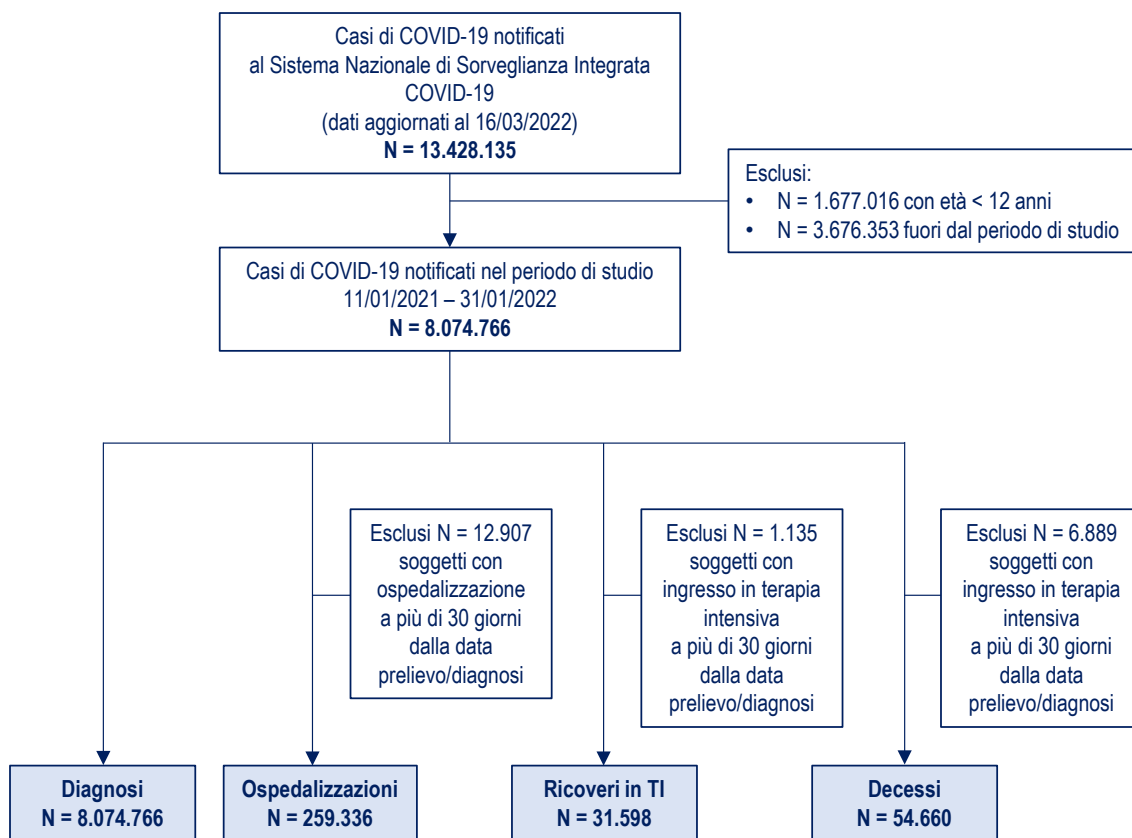 Casi di COVID-19 notificati
al Sistema Nazionale di Sorveglianza Integrata
COVID-19
(dati aggiornati al 16/03/2022)
N = 13.428.135
Esclusi:
• N = 1.677.016 con età < 12 anni
• N = 3.676.353 fuori dal periodo di studio
Casi di COVID-19 notificati nel periodo di studio
11/01/2021 – 31/01/2022
N = 8.074.766
Esclusi N = 12.907
soggetti con
ospedalizzazione
a più di 30 giorni
dalla data
prelievo/diagnosi
Esclusi N = 1.135
soggetti con
ingresso in terapia
intensiva
a più di 30 giorni
dalla data
prelievo/diagnosi
Esclusi N = 6.889
soggetti con
ingresso in terapia
intensiva
a più di 30 giorni
dalla data
prelievo/diagnosi
Diagnosi
N = 8.074.766
Ospedalizzazioni
N = 259.336
Ricoveri in TI
N = 31.598
Decessi
N = 54.660